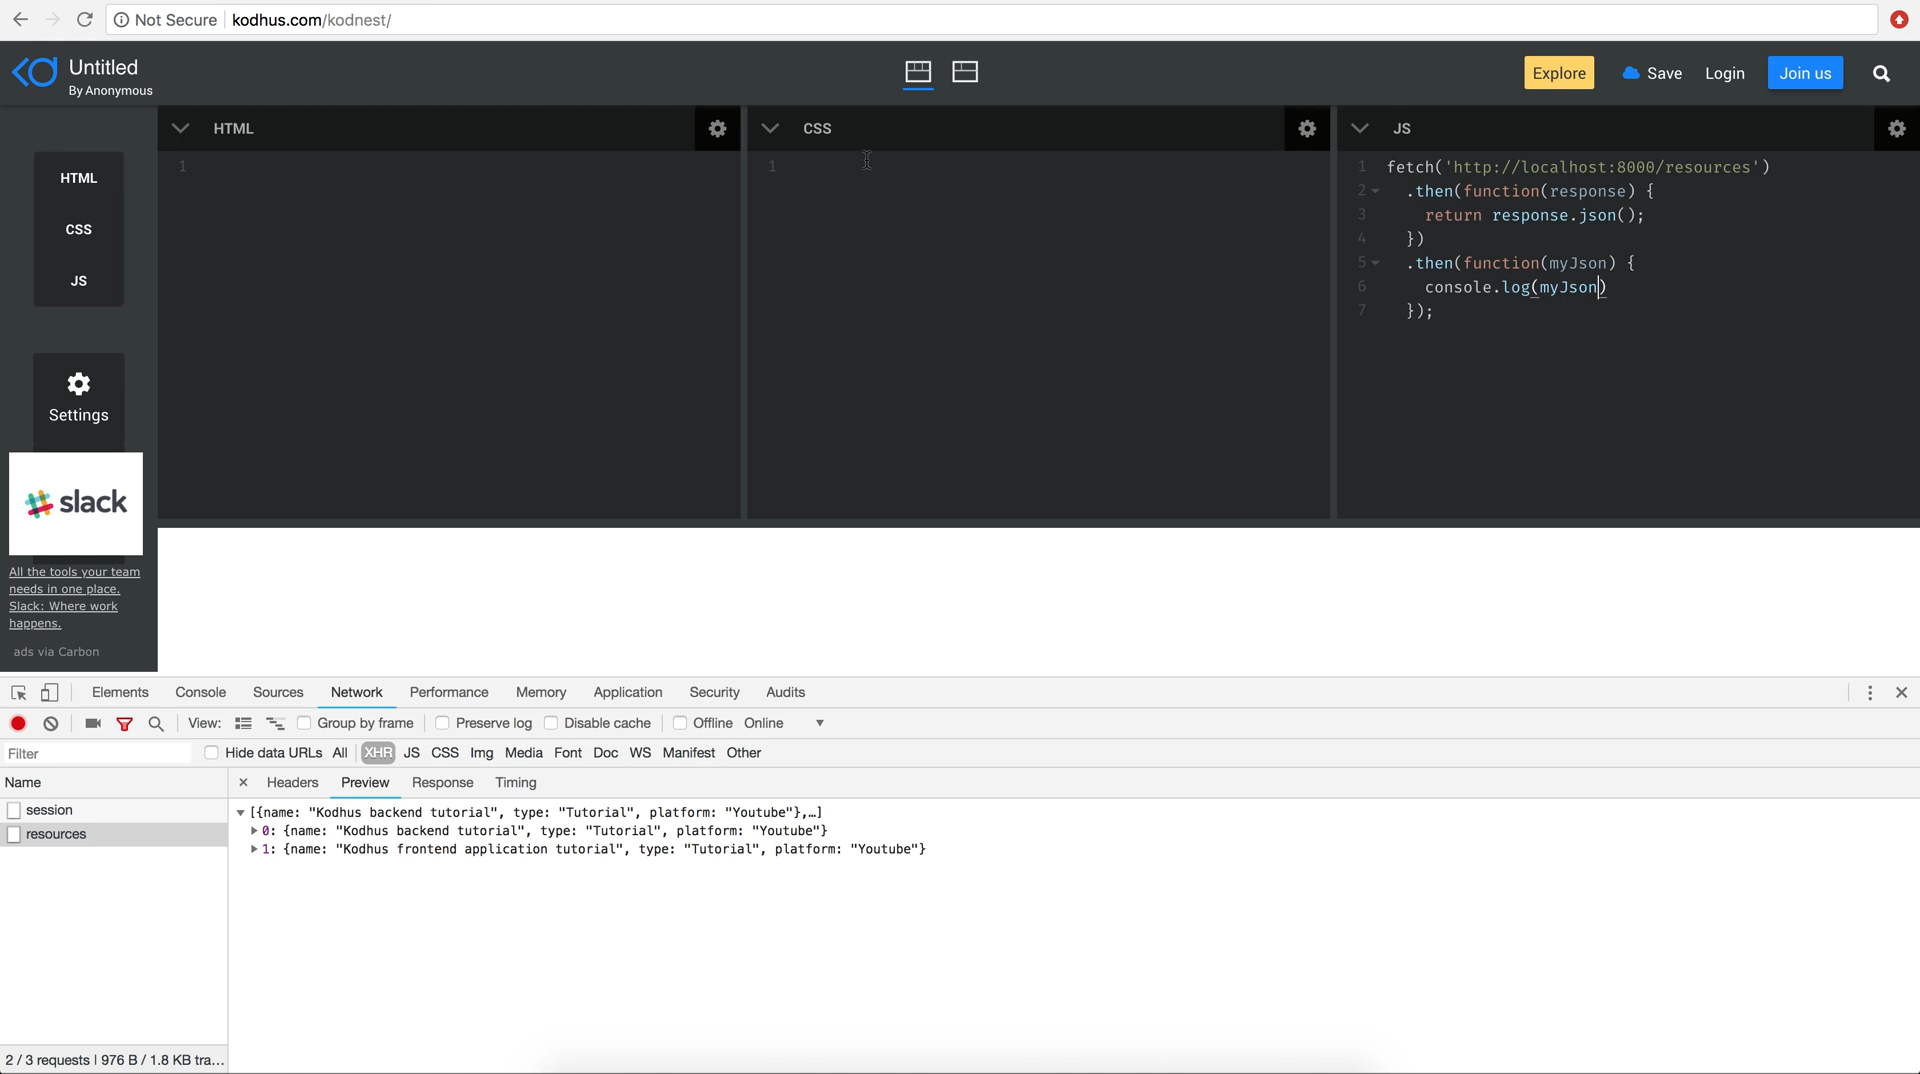 Not Secure kodhus.com/kodnest/
Untitled
By Anonymous
Explore Save Login Join us
HTML
CSS
JS
Settings
slack
All the tools your team
needs in one place.
Slack: Where work
happens.
ads via Carbon
HTML
1
CSS
1
JS
1 fetch('http://localhost:8000/resources')
2 .then(function(response) {
3 return response.json();
4 })
5 .then(function(myJson) {
6 console.log(myJson)
7 });
Elements Console Sources Network Performance Memory Application Security Audits
View: Group by frame Preserve log Disable cache Offline Online
Filter Hide data URLs All XHR JS CSS Img Media Font Doc WS Manifest Other
Name Headers Preview Response Timing
session
resources
[{name: "Kodhus backend tutorial", type: "Tutorial", platform: "Youtube"},…]
0: {name: "Kodhus backend tutorial", type: "Tutorial", platform: "Youtube"}
1: {name: "Kodhus frontend application tutorial", type: "Tutorial", platform: "Youtube"}
2 / 3 requests | 976 B / 1.8 KB tra…